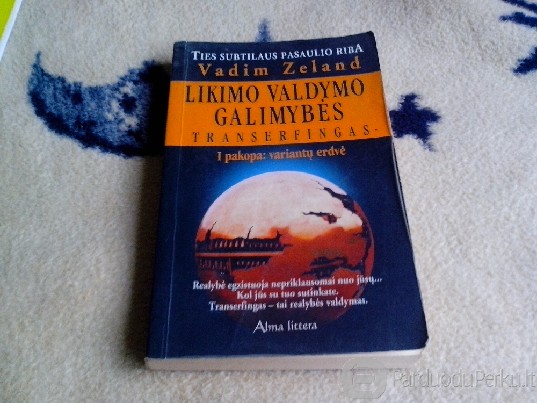 TIES SUBTILAUS PASAULIO RIBA
Vadim Zeland
LIKIMO VALDYMO
GALIMYBĖS
TRANSERFINGAS-
I pakopa: variantų erdvė
Realybė egzistuoja nepriklausomai nuo jūsų...
Kol jūs su tuo sutinkate.
Transerfingas – tai realybės valdymas.
Alma littera
ParduoduPerku.lt